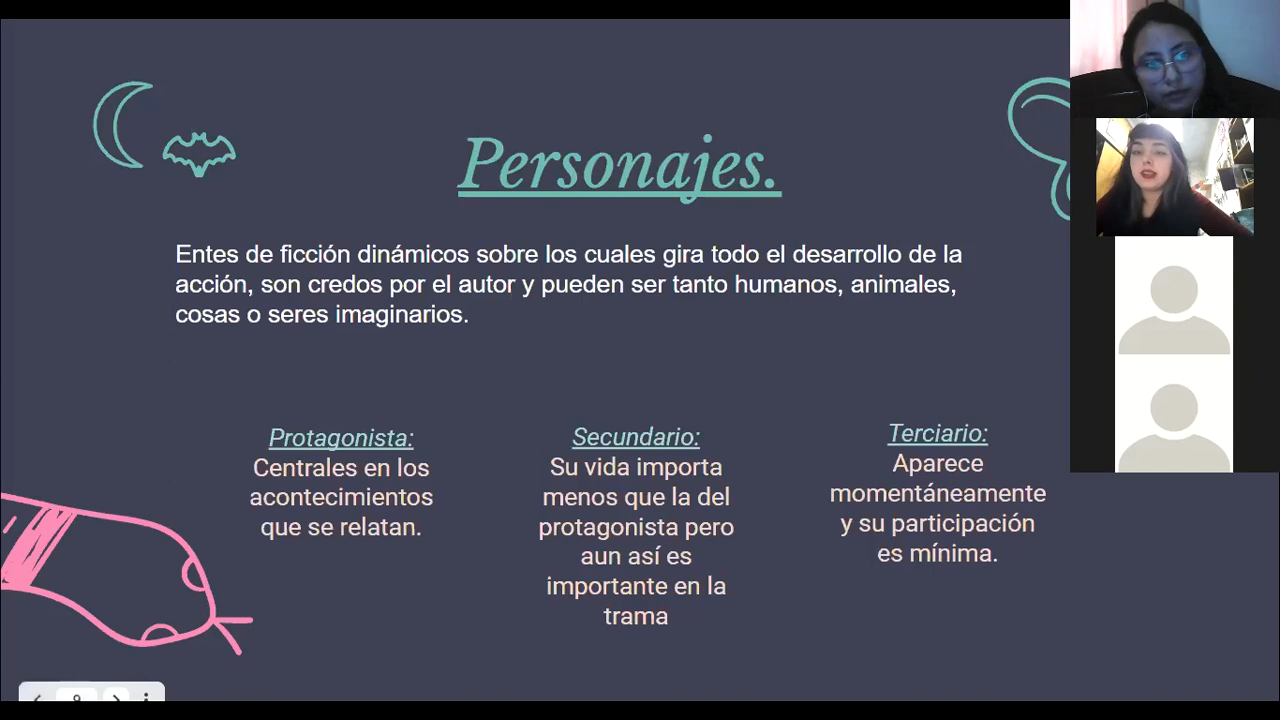 Personajes.
Entes de ficción dinámicos sobre los cuales gira todo el desarrollo de la
acción, son credos por el autor y pueden ser tanto humanos, animales,
cosas o seres imaginarios.
Protagonista:
Centrales en los
acontecimientos
que se relatan.
Secundario:
Su vida importa
menos que la del
protagonista pero
aun así es
importante en la
trama
Terciario:
Aparece
momentáneamente
y su participación
es mínima.